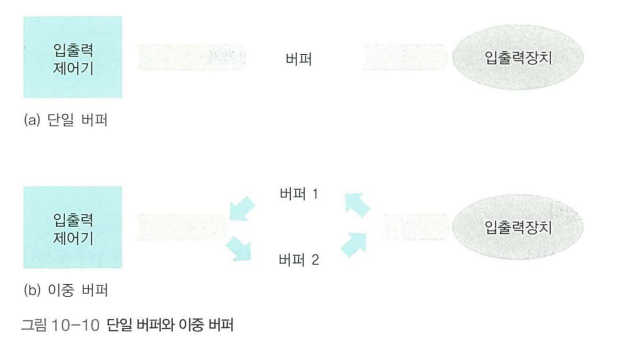 입출력
제어기
버퍼
입출력장치
(a) 단일 버퍼
입출력
제어기
버퍼 1
버퍼 2
입출력장치
(b) 이중 버퍼
그림 10-10 단일 버퍼와 이중 버퍼